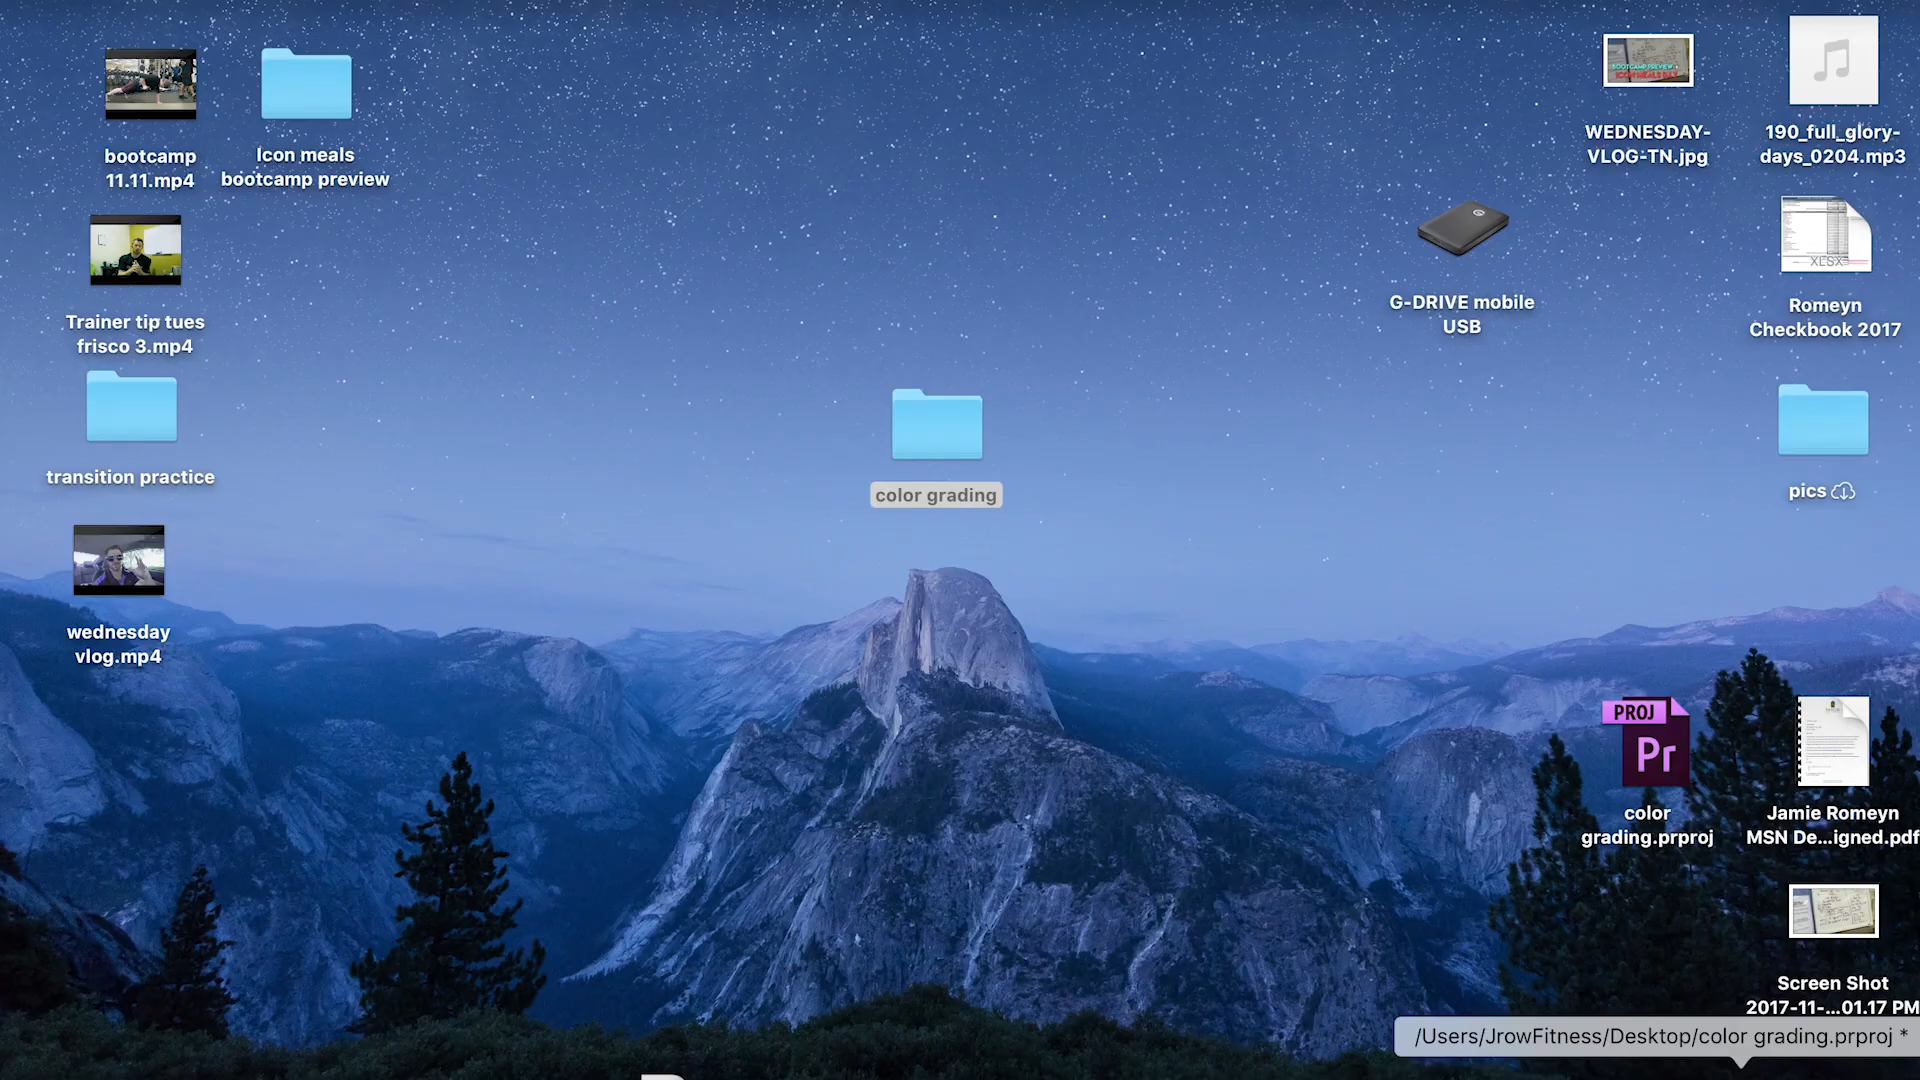 bootcamp
11.11.mp4
Icon meals
bootcamp preview
WEDNESDAY-
VLOG-TN.jpg
190_full_glory-
days_0204.mp3
Trainer tip tues
frisco 3.mp4
G-DRIVE mobile
USB
XLSX
Romeyn
Checkbook 2017
transition practice
color grading
pics
wednesday
vlog.mp4
PROJ
Pr
color
grading.prproj
Jamie Romeyn
MSN De...igned.pdf
Screen Shot
2017-11-...01.17 PM
/Users/JrowFitness/Desktop/color grading.prproj *